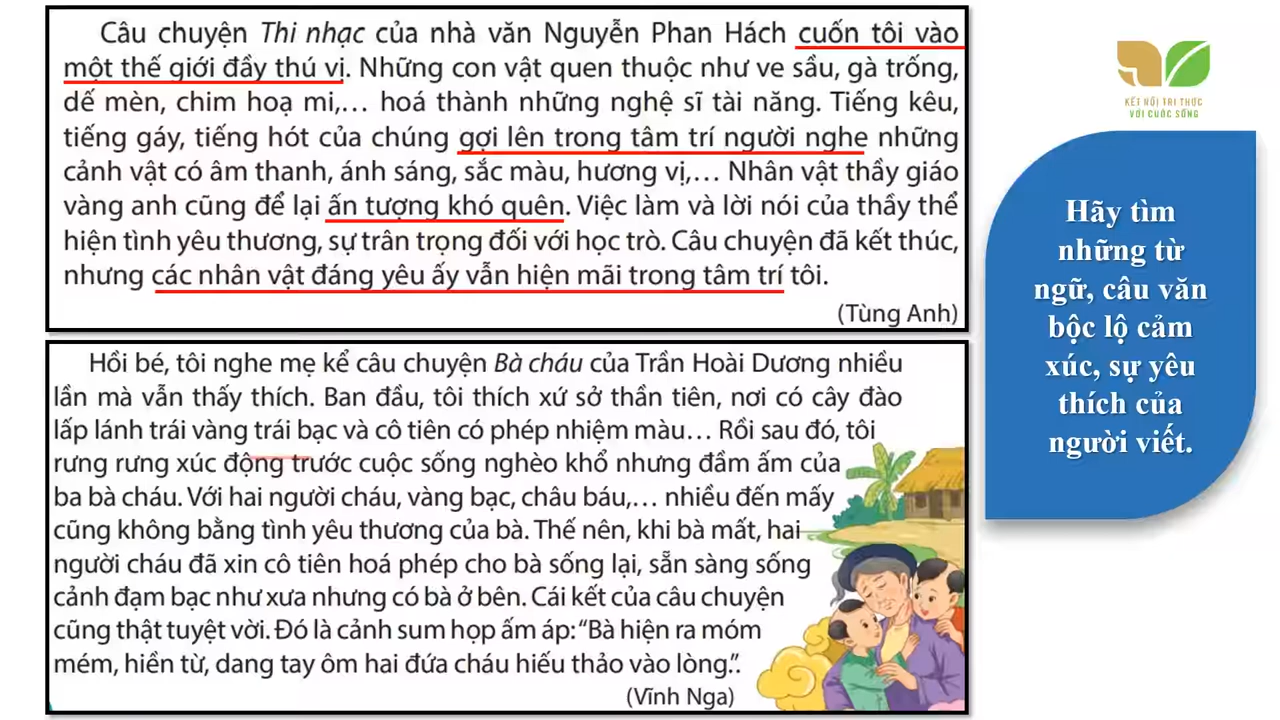 Câu chuyện Thi nhạc của nhà văn Nguyễn Phan Hách cuốn tôi vào
một thế giới đầy thú vị. Những con vật quen thuộc như ve sầu, gà trống,
dế mèn, chim hoạ mi,... hoá thành những nghệ sĩ tài năng. Tiếng kêu,
tiếng gáy, tiếng hót của chúng gợi lên trong tâm trí người nghe những
cảnh vật có âm thanh, ánh sáng, sắc màu, hương vị,... Nhân vật thầy giáo
vàng anh cũng để lại ấn tượng khó quên. Việc làm và lời nói của thầy thể
hiện tình yêu thương, sự trân trọng đối với học trò. Câu chuyện đã kết thúc,
nhưng các nhân vật đáng yêu ấy vẫn hiện mãi trong tâm trí tôi.
(Tùng Anh)
Hồi bé, tôi nghe mẹ kể câu chuyện Bà cháu của Trần Hoài Dương nhiều
lần mà vẫn thấy thích. Ban đầu, tôi thích xứ sở thần tiên, nơi có cây đào
lấp lánh trái vàng trái bạc và cô tiên có phép nhiệm màu... Rồi sau đó, tôi
rưng rưng xúc động trước cuộc sống nghèo khổ nhưng đầm ấm của
ba bà cháu. Với hai người cháu, vàng bạc, châu báu,... nhiều đến mấy
cũng không bằng tình yêu thương của bà. Thế nên, khi bà mất, hai
người cháu đã xin cô tiên hoá phép cho bà sống lại, sẵn sàng sống
cảnh đạm bạc như xưa nhưng có bà ở bên. Cái kết của câu chuyện
cũng thật tuyệt vời. Đó là cảnh sum họp ấm áp: "Bà hiện ra móm
mém, hiền từ, dang tay ôm hai đứa cháu hiếu thảo vào lòng.".
(Vĩnh Nga)
KẾT NỐI TRI THỨC
VỚI CUỘC SỐNG
Hãy tìm
những từ
ngữ, câu văn
bộc lộ cảm
xúc, sự yêu
thích của
người viết.